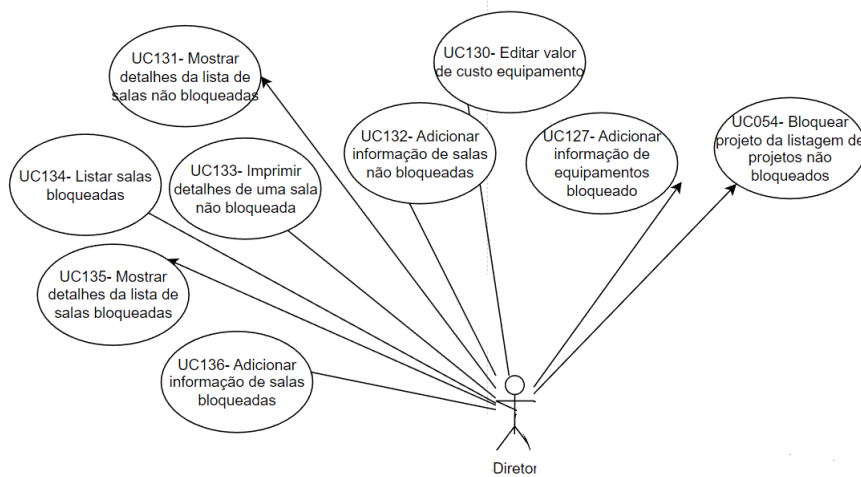 UC131- Mostrar
detalhes da lista de
salas não bloqueadas
UC130- Editar valor
de custo equipamento
UC132- Adicionar
informação de salas
não bloqueadas
UC127- Adicionar
informação de
equipamentos
bloqueado
UC054- Bloquear
projeto da listagem de
projetos não
bloqueados
UC134- Listar salas
bloqueadas
UC133- Imprimir
detalhes de uma sala
não bloqueada
UC135- Mostrar
detalhes da lista de
salas bloqueadas
UC136- Adicionar
informação de salas
bloqueadas
Diretor